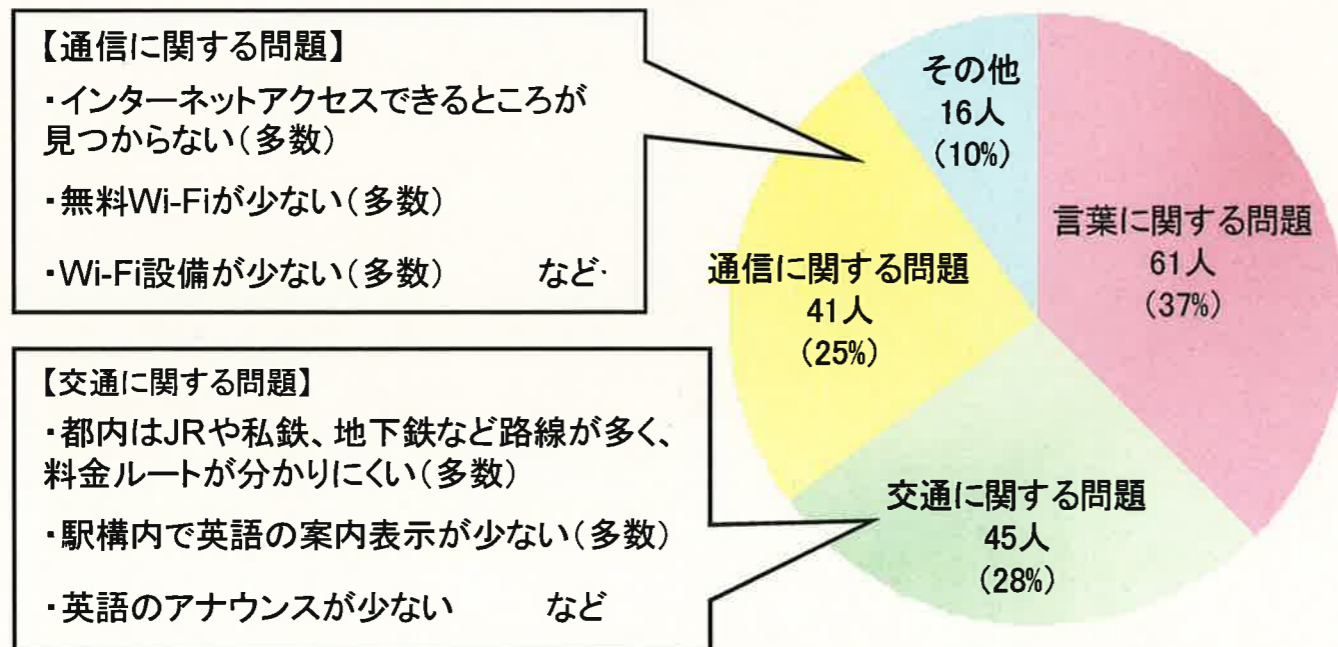 【通信に関する問題】
・インターネットアクセスできるところが
見つからない(多数)
・無料Wi-Fiが少ない(多数)
・Wi-Fi設備が少ない(多数) など
【交通に関する問題】
・都内はJRや私鉄、地下鉄など路線が多く、
料金ルートが分かりにくい(多数)
・駅構内で英語の案内表示が少ない(多数)
・英語のアナウンスが少ない など
その他
16人
(10%)
言葉に関する問題
61人
(37%)
通信に関する問題
41人
(25%)
交通に関する問題
45人
(28%)